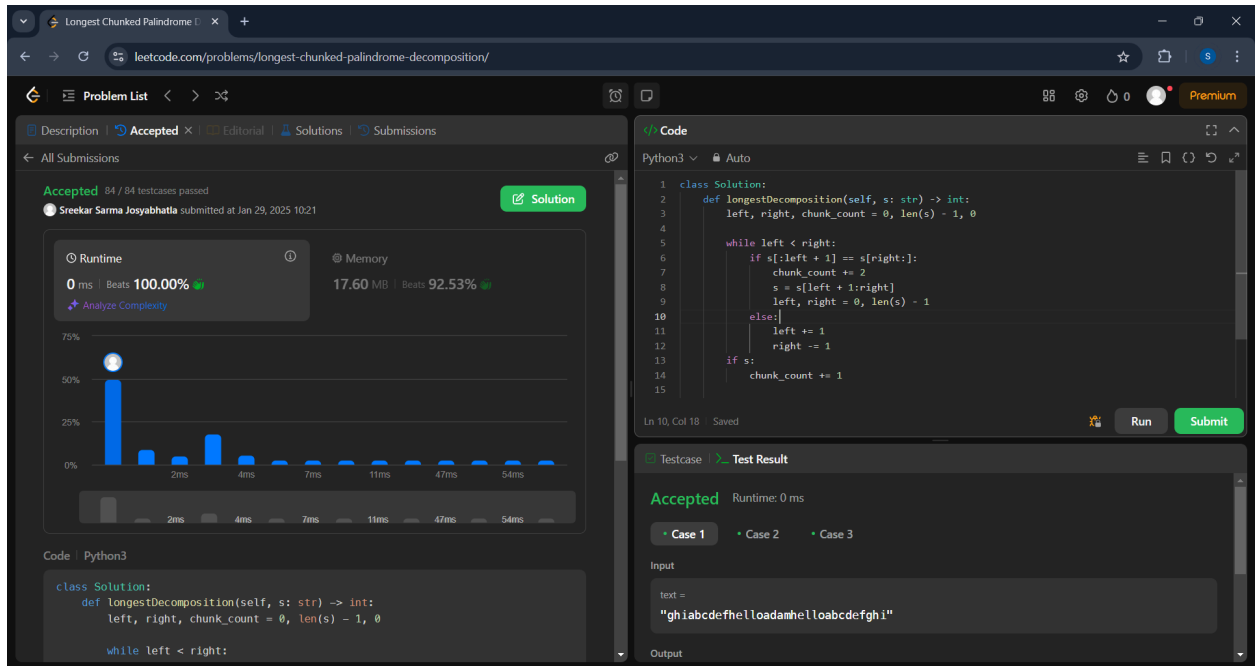 Longest Chunked Palindrome D
leetcode.com/problems/longest-chunked-palindrome-decomposition/
S
Problem List
0
Premium
Description
Accepted
Editorial
Solutions
Submissions
All Submissions
Accepted 84 / 84 testcases passed
Sreekar Sarma Josyabhatla submitted at Jan 29, 2025 10:21
Solution
Runtime
0 ms | Beats 100.00%
Analyze Complexity
Memory
17.60 MB | Beats 92.53%
75%
50%
25%
0%
2ms 4ms 7ms 11ms 47ms 54ms
2ms 4ms 7ms 11ms 47ms 54ms
Code | Python3
class Solution:
def longestDecomposition(self, s: str) -> int:
left, right, chunk_count = 0, len(s) - 1, 0
while left < right:
</> Code
Python3 Auto
1 class Solution:
2 def longestDecomposition(self, s: str) -> int:
3 left, right, chunk_count = 0, len(s) - 1, 0
4
5 while left < right:
6 if s[:left + 1] == s[right:]:
7 chunk_count += 2
8 s = s[left + 1:right]
9 left, right = 0, len(s) - 1
10 else:
11 left += 1
12 right -= 1
13 if s:
14 chunk_count += 1
15
Ln 10, Col 18 | Saved
Run
Submit
Testcase
>_ Test Result
Accepted Runtime: 0 ms
• Case 1 • Case 2 • Case 3
Input
text =
"ghiabcdefhelloadamhelloabcdefghi"
Output